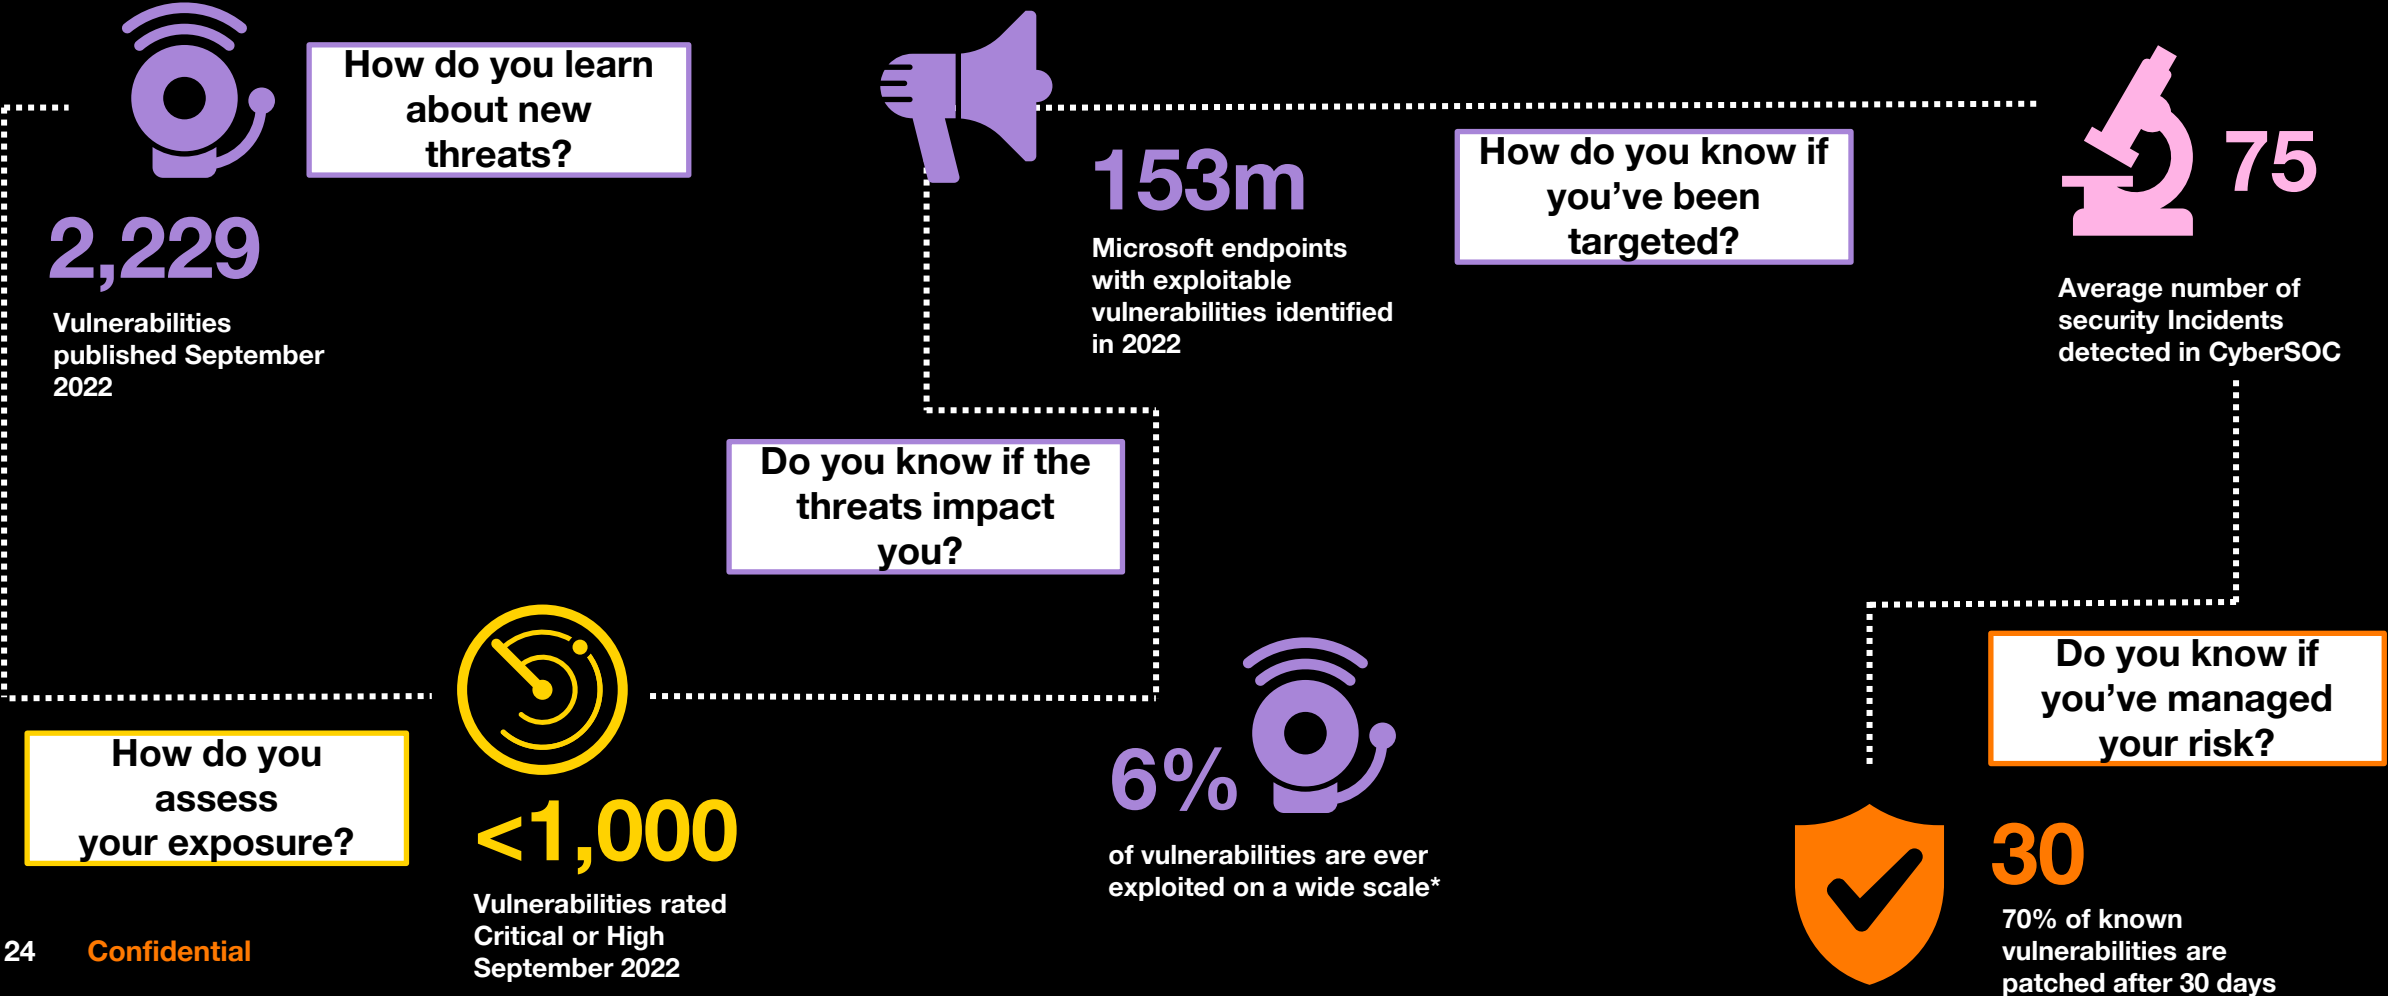 How do you learn
about new
threats?
2,229
Vulnerabilities
published September
2022
153m
Microsoft endpoints
with exploitable
vulnerabilities identified
in 2022
How do you know if
you’ve been
targeted?
75
Average number of
security Incidents
detected in CyberSOC
Do you know if the
threats impact
you?
How do you
assess
your exposure?
<1,000
Vulnerabilities rated
Critical or High
September 2022
6%
of vulnerabilities are ever
exploited on a wide scale*
Do you know if
you’ve managed
your risk?
30
70% of known
vulnerabilities are
patched after 30 days
24 Confidential